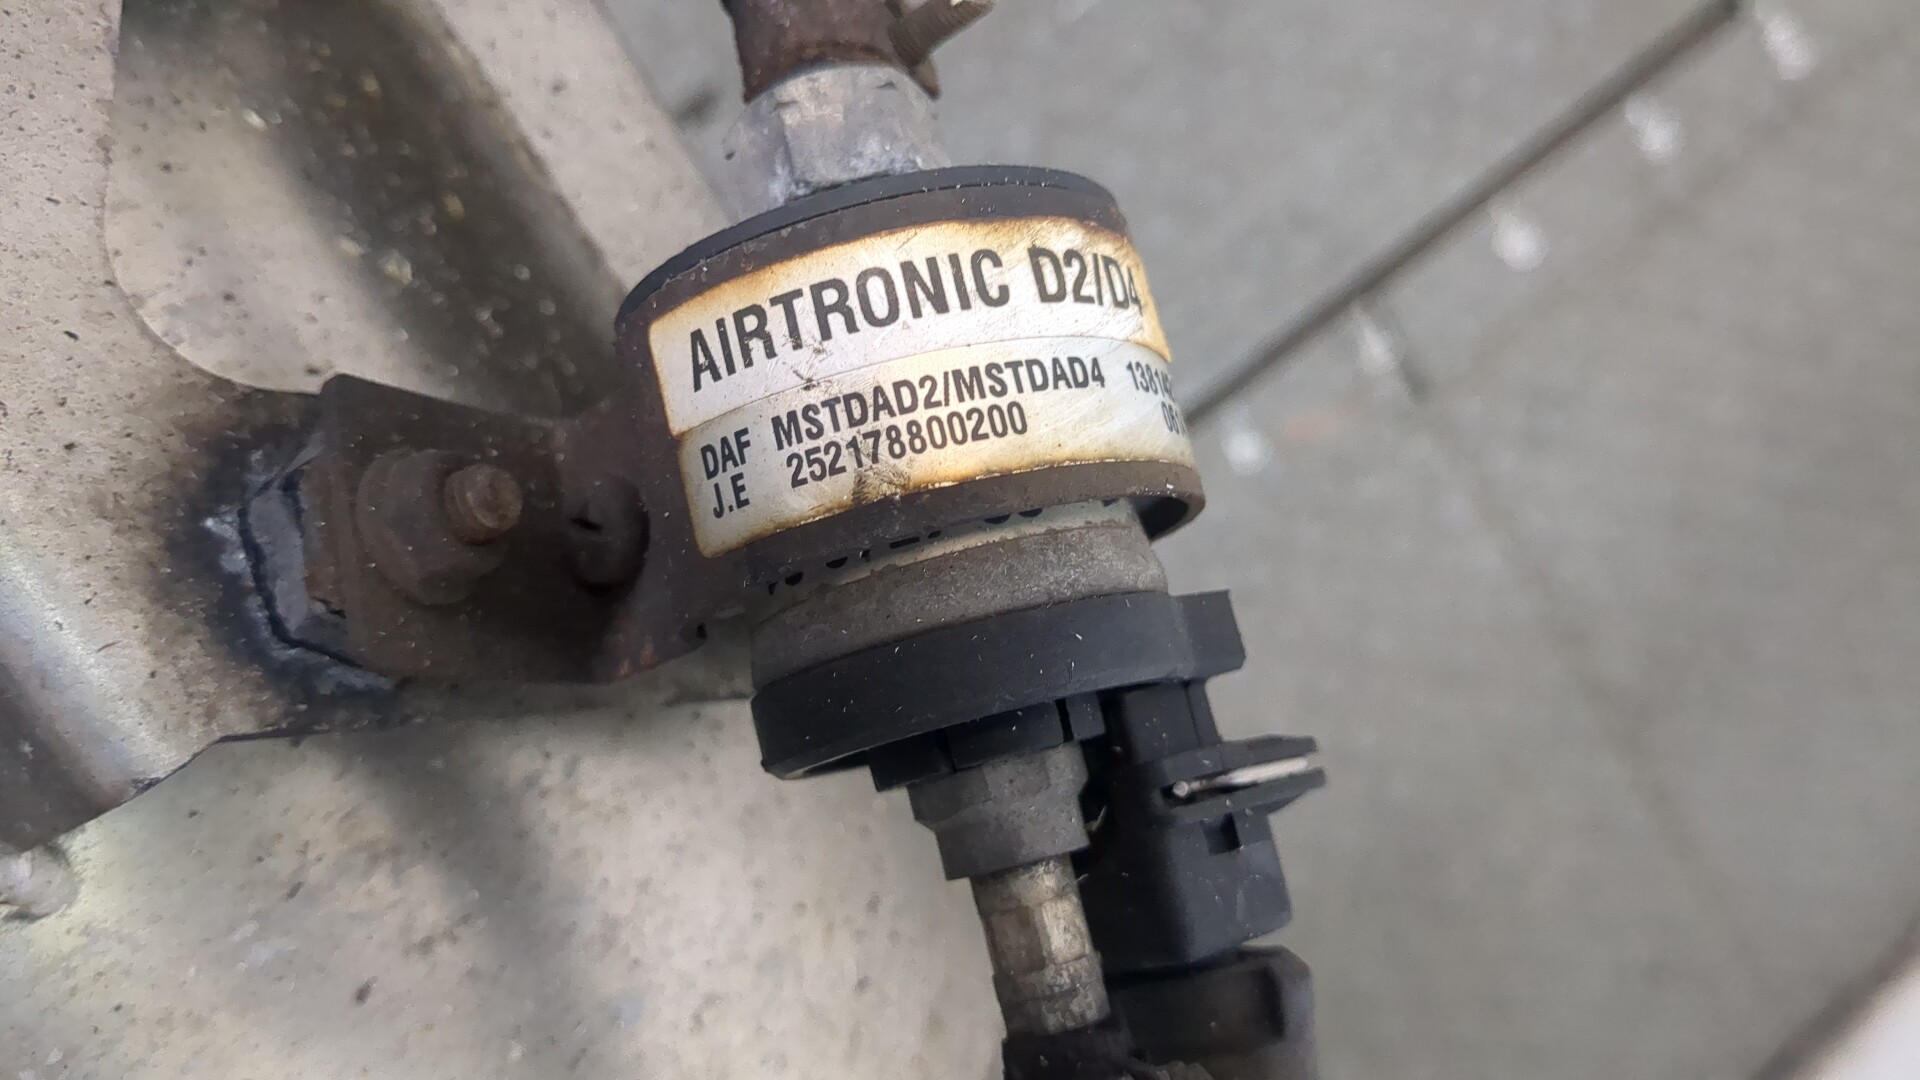 AIRTRONIC D2/D4
DAF MSTDAD2/MSTDAD4
J.E 252178800200